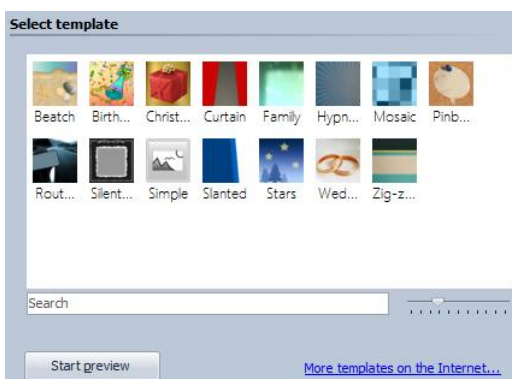 Select template
Beatch Birth... Christ... Curtain Family Hypn... Mosaic Pinb...
Rout... Silent... Simple Slanted Stars Wed... Zig-z...
Search
Start preview More templates on the Internet...